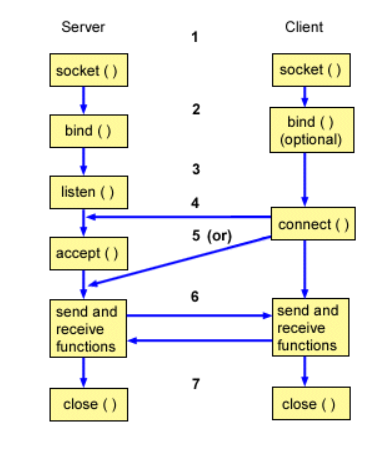 Server
Client
1
socket ( )
socket ( )
2
bind ( )
bind ( )
(optional)
3
listen ( )
4
connect ( )
5 (or)
accept ( )
6
send and
receive
functions
send and
receive
functions
7
close ( )
close ( )